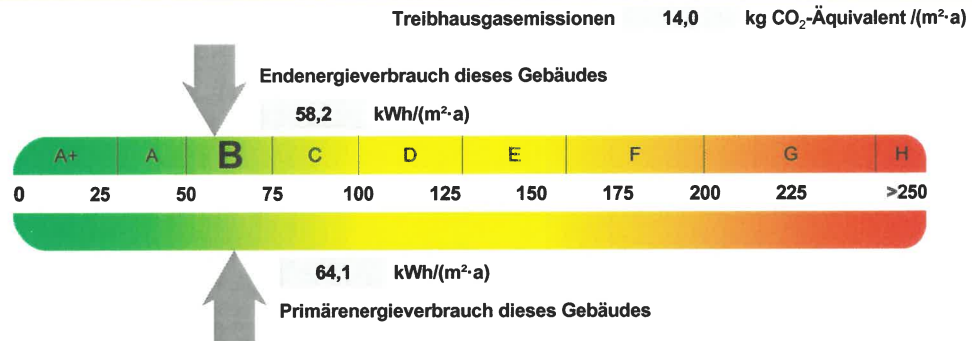 Treibhausgasemissionen 14,0 kg CO₂-Äquivalent /(m²·a)
Endenergieverbrauch dieses Gebäudes
58,2 kWh/(m²·a)
A+ A B C D E F G H
0 25 50 75 100 125 150 175 200 225 >250
64,1 kWh/(m²·a)
Primärenergieverbrauch dieses Gebäudes